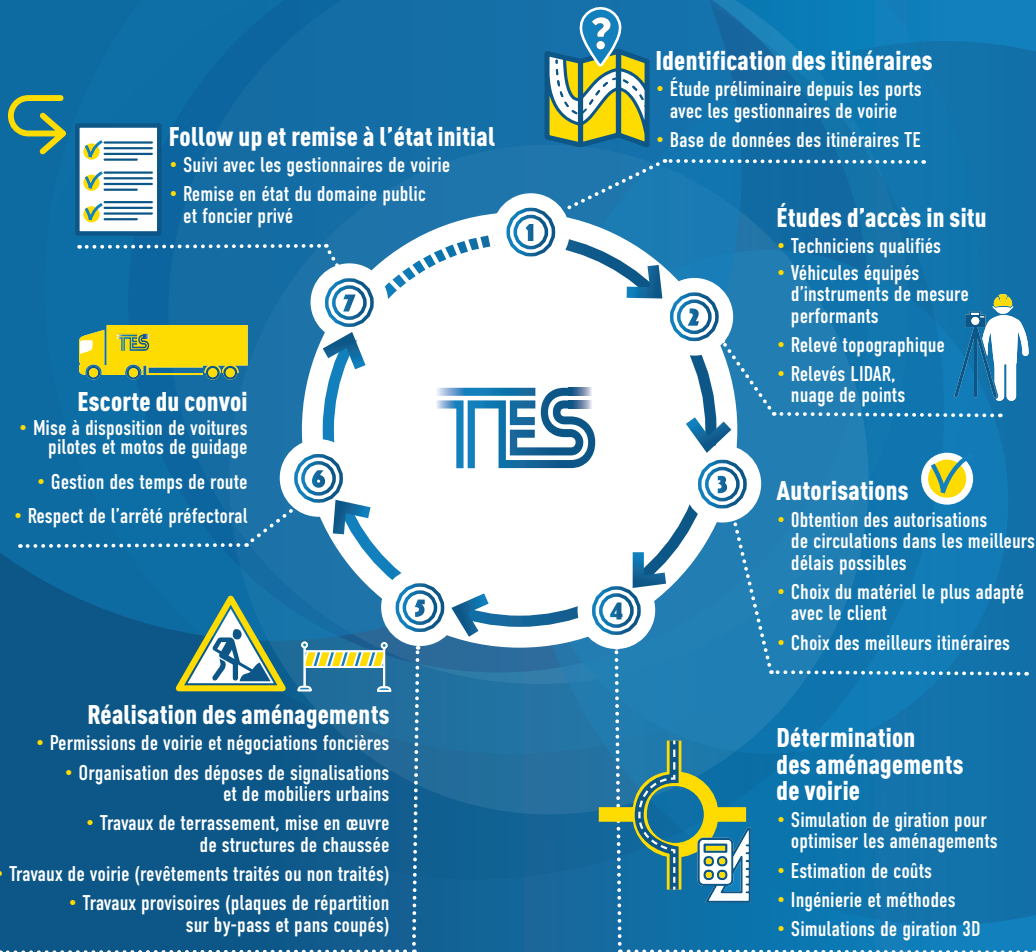 ?
Identification des itinéraires
• Étude préliminaire depuis les ports
avec les gestionnaires de voirie
• Base de données des itinéraires TE
1
Études d'accès in situ
• Techniciens qualifiés
• Véhicules équipés
d'instruments de mesure
performants
• Relevé topographique
• Relevés LIDAR,
nuage de points
2
Autorisations
• Obtention des autorisations
de circulations dans les meilleurs
délais possibles
• Choix du matériel le plus adapté
avec le client
• Choix des meilleurs itinéraires
3
Détermination
des aménagements
de voirie
• Simulation de giration pour
optimiser les aménagements
• Estimation de coûts
• Ingénierie et méthodes
• Simulations de giration 3D
4
Réalisation des aménagements
• Permissions de voirie et négociations foncières
• Organisation des déposes de signalisations
et de mobiliers urbains
• Travaux de terrassement, mise en œuvre
de structures de chaussée
• Travaux de voirie (revêtements traités ou non traités)
• Travaux provisoires (plaques de répartition
sur by-pass et pans coupés)
5
TES
Escorte du convoi
• Mise à disposition de voitures
pilotes et motos de guidage
• Gestion des temps de route
• Respect de l'arrêté préfectoral
6
Follow up et remise à l'état initial
• Suivi avec les gestionnaires de voirie
• Remise en état du domaine public
et foncier privé
7
TES